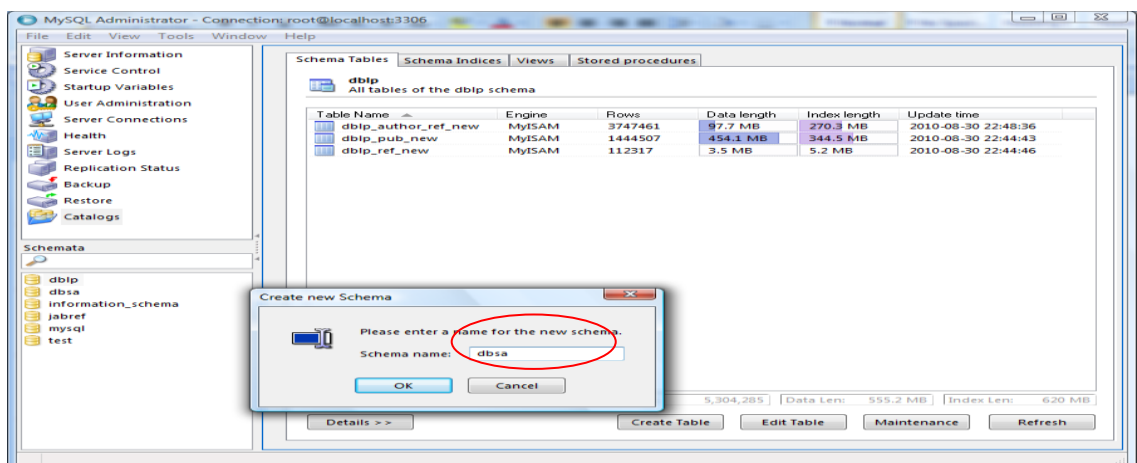 MySQL Administrator - Connection: root@localhost:3306
File Edit View Tools Window Help
Server Information
Service Control
Startup Variables
User Administration
Server Connections
Health
Server Logs
Replication Status
Backup
Restore
Catalogs
Schemata
dblp
dbsa
information_schema
jabref
mysql
test
Schema Tables Schema Indices Views Stored procedures
dblp
All tables of the dblp schema
Table Name Engine Rows Data length Index length Update time
dblp_author_ref_new MyISAM 3747461 97.7 MB 270.3 MB 2010-08-30 22:48:36
dblp_pub_new MyISAM 1444507 454.1 MB 344.5 MB 2010-08-30 22:44:43
dblp_ref_new MyISAM 112317 3.5 MB 5.2 MB 2010-08-30 22:44:46
Create new Schema
Please enter a name for the new schema.
Schema name: dbsa
OK Cancel
5,304,285 Data Len: 555.2 MB Index Len: 620 MB
Details >> Create Table Edit Table Maintenance Refresh